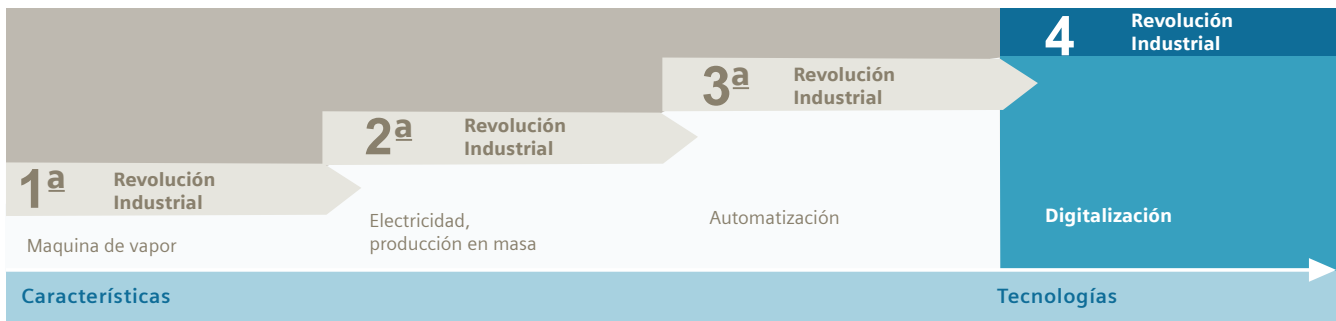 1ª Revolución
Industrial
Maquina de vapor
2ª Revolución
Industrial
Electricidad,
producción en masa
3ª Revolución
Industrial
Automatización
4 Revolución
Industrial
Digitalización
Características
Tecnologías